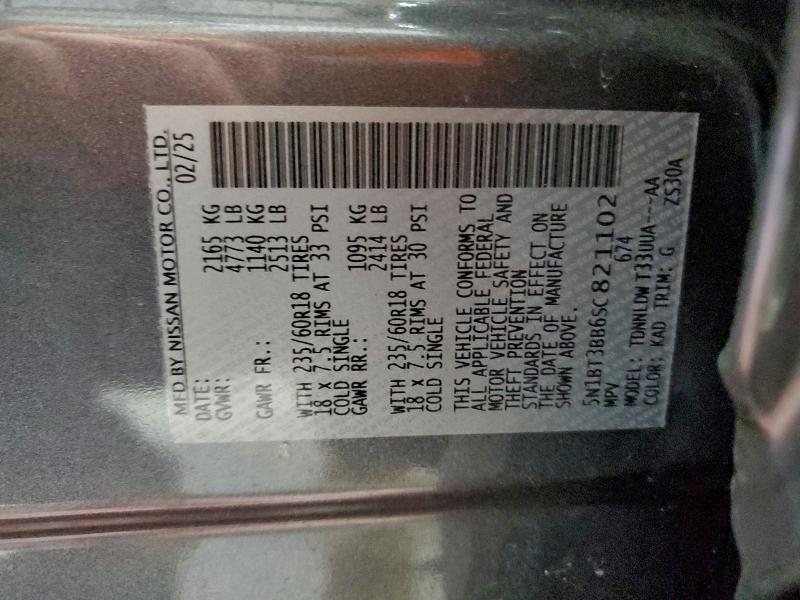 MFD BY NISSAN MOTOR CO., LTD.
DATE: 02/25
GVWR: 2165 KG
4773 LB
GAWR FR.: 1140 KG
2513 LB
WITH 235/60R18 TIRES
18 X 7.5 RIMS AT 33 PSI
COLD SINGLE
GAWR RR.: 1095 KG
2414 LB
WITH 235/60R18 TIRES
18 X 7.5 RIMS AT 30 PSI
COLD SINGLE
THIS VEHICLE CONFORMS TO
ALL APPLICABLE FEDERAL
MOTOR VEHICLE SAFETY AND
THEFT PREVENTION
STANDARDS IN EFFECT ON
THE DATE OF MANUFACTURE
SHOWN ABOVE.
5N1BT3BB6SC821102
MPV 674
MODEL: TDNNLDW T33UUA---AA
COLOR: KAD TRIM: G ZS30A